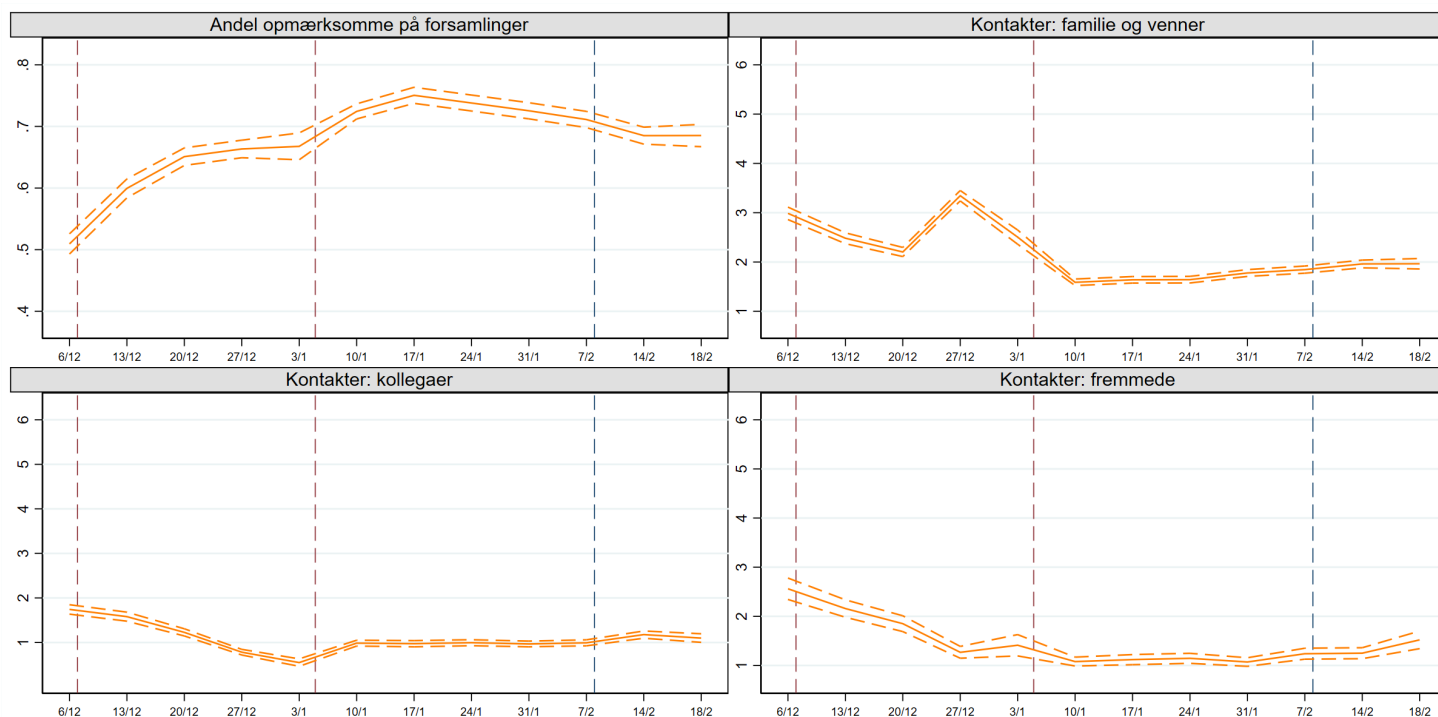 Andel opmærksomme på forsamlinger
.8
.7
.6
.5
.4
6/12 13/12 20/12 27/12 3/1 10/1 17/1 24/1 31/1 7/2 14/2 18/2
Kontakter: familie og venner
6
5
4
3
2
1
6/12 13/12 20/12 27/12 3/1 10/1 17/1 24/1 31/1 7/2 14/2 18/2
Kontakter: kollegaer
6
5
4
3
2
1
6/12 13/12 20/12 27/12 3/1 10/1 17/1 24/1 31/1 7/2 14/2 18/2
Kontakter: fremmede
6
5
4
3
2
1
6/12 13/12 20/12 27/12 3/1 10/1 17/1 24/1 31/1 7/2 14/2 18/2